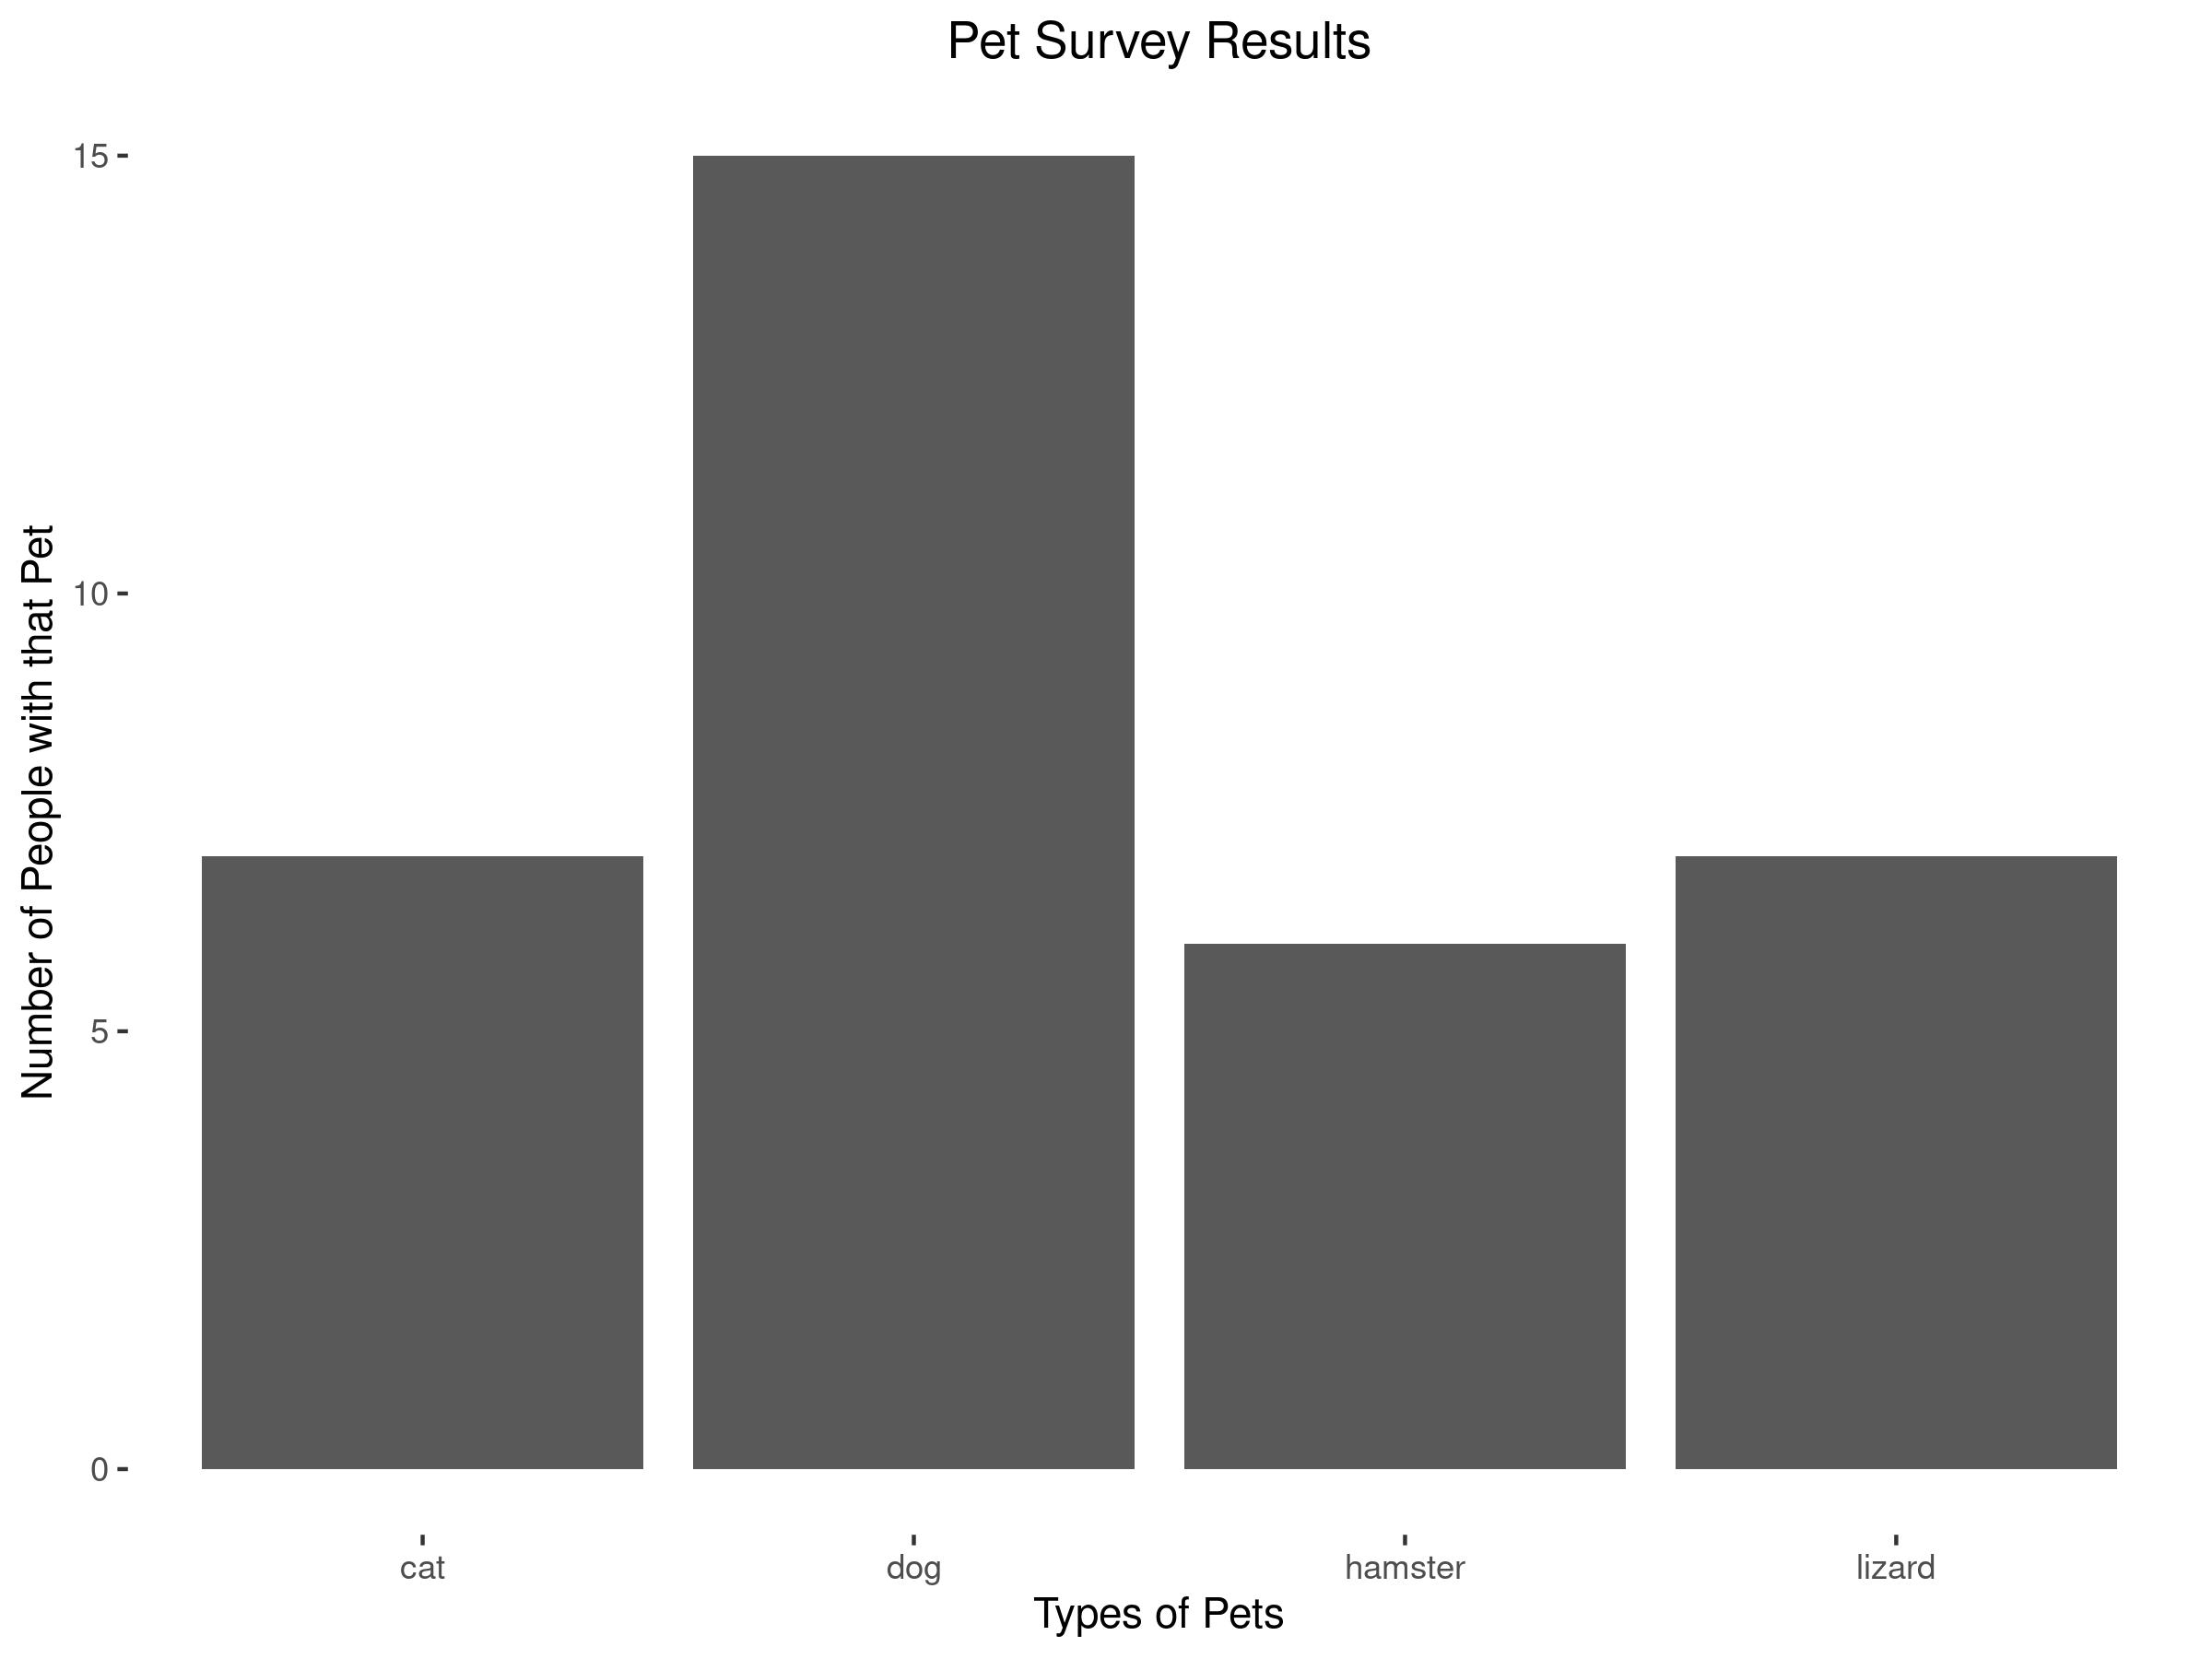 Pet Survey Results
Number of People with that Pet
15
10
5
0
cat dog hamster lizard
Types of Pets